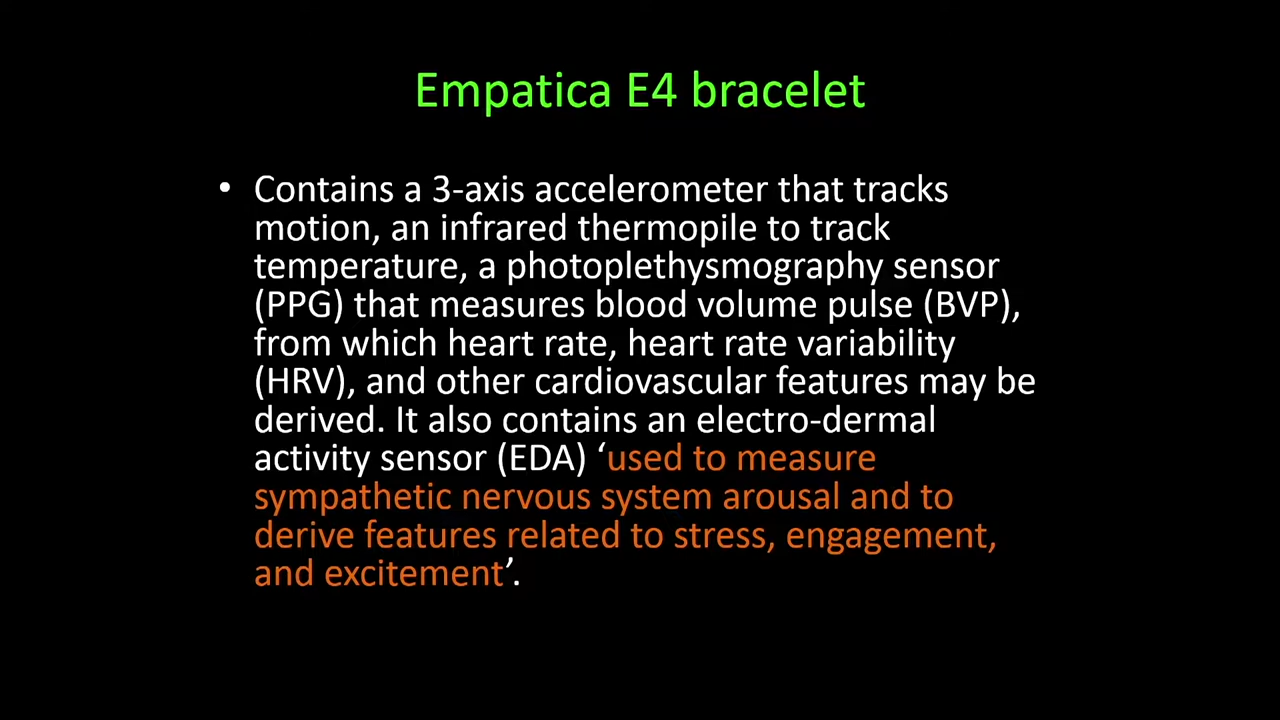 Empatica E4 bracelet
• Contains a 3-axis accelerometer that tracks
motion, an infrared thermopile to track
temperature, a photoplethysmography sensor
(PPG) that measures blood volume pulse (BVP),
from which heart rate, heart rate variability
(HRV), and other cardiovascular features may be
derived. It also contains an electro-dermal
activity sensor (EDA) ‘used to measure
sympathetic nervous system arousal and to
derive features related to stress, engagement,
and excitement’.